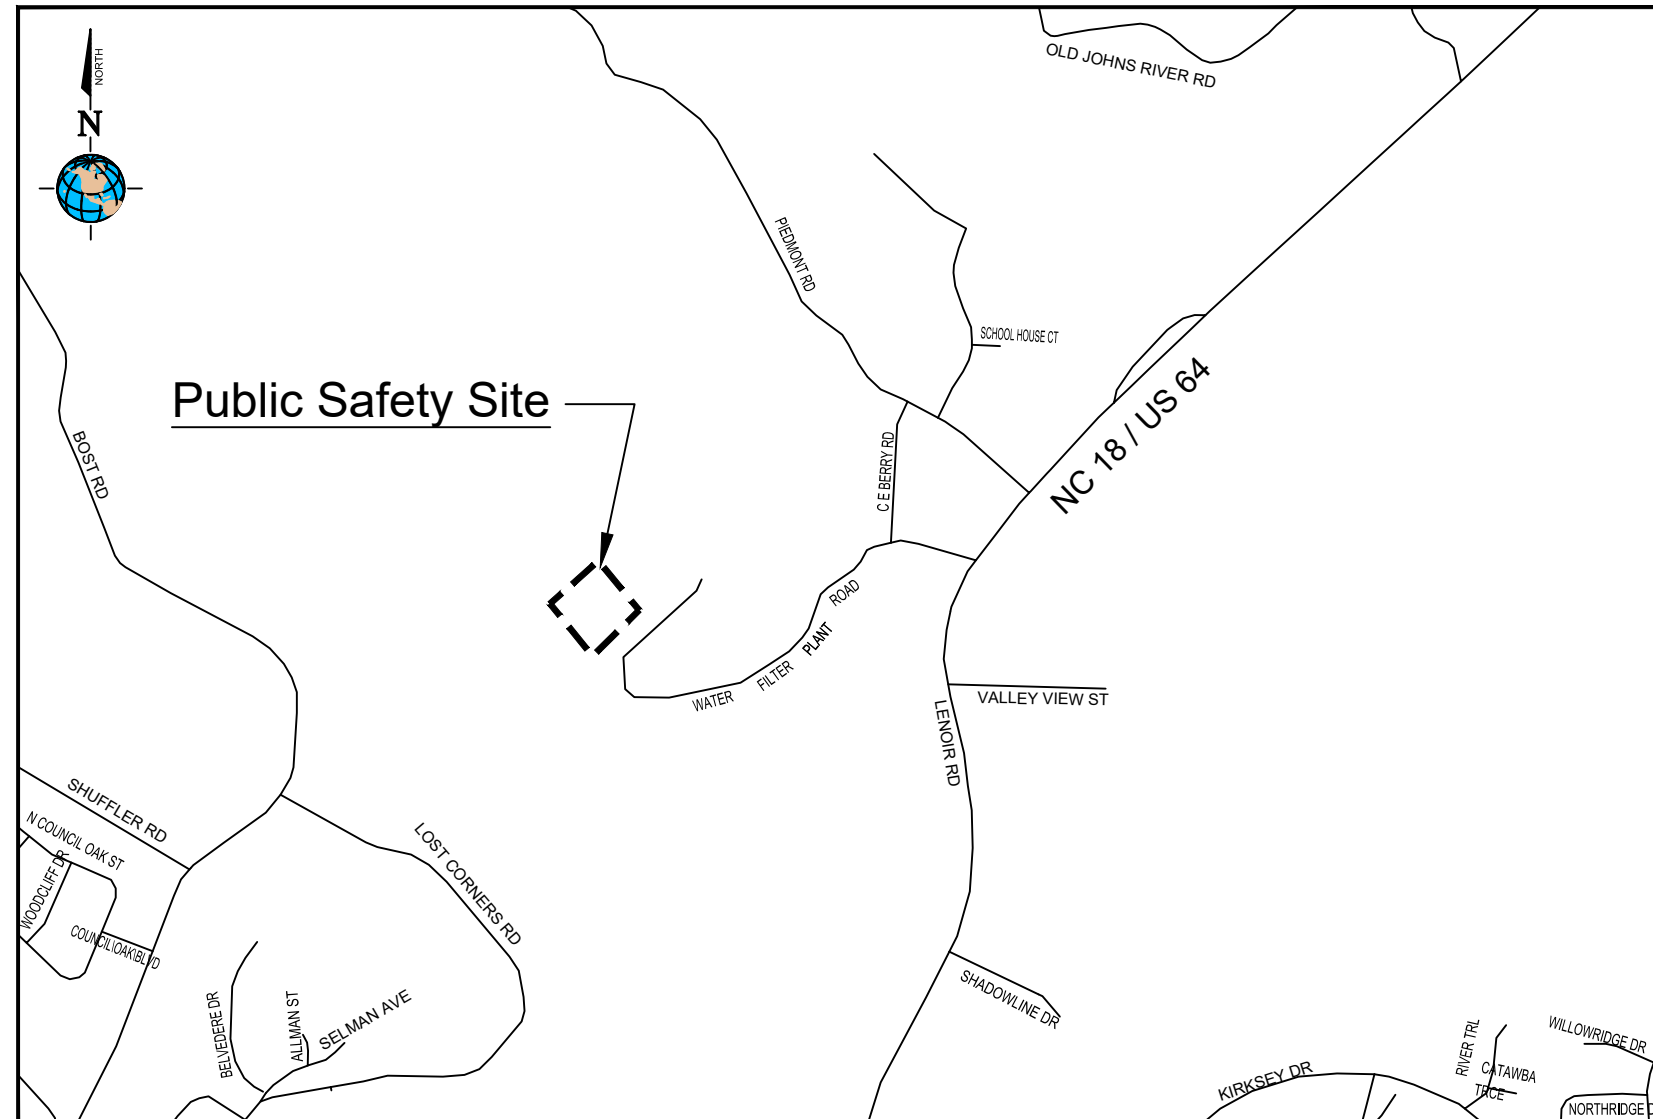 NORTH
N
OLD JOHNS RIVER RD
PIEDMONT RD
SCHOOL HOUSE CT
NC 18 / US 64
Public Safety Site
BOST RD
C E BERRY RD
WATER FILTER PLANT ROAD
VALLEY VIEW ST
LENOIR RD
SHUFFLER RD
N COUNCIL OAK ST
WOODCLIFF DR
COUNCIL\OAK\BLVD
LOST CORNERS RD
BELVEDERE DR
ALLMAN ST
SELMAN AVE
SHADOWLINE DR
KIRKSEY DR
RIVER TRL
CATAWBA
TRCE
WILLOWRIDGE DR
NORTHRIDGE